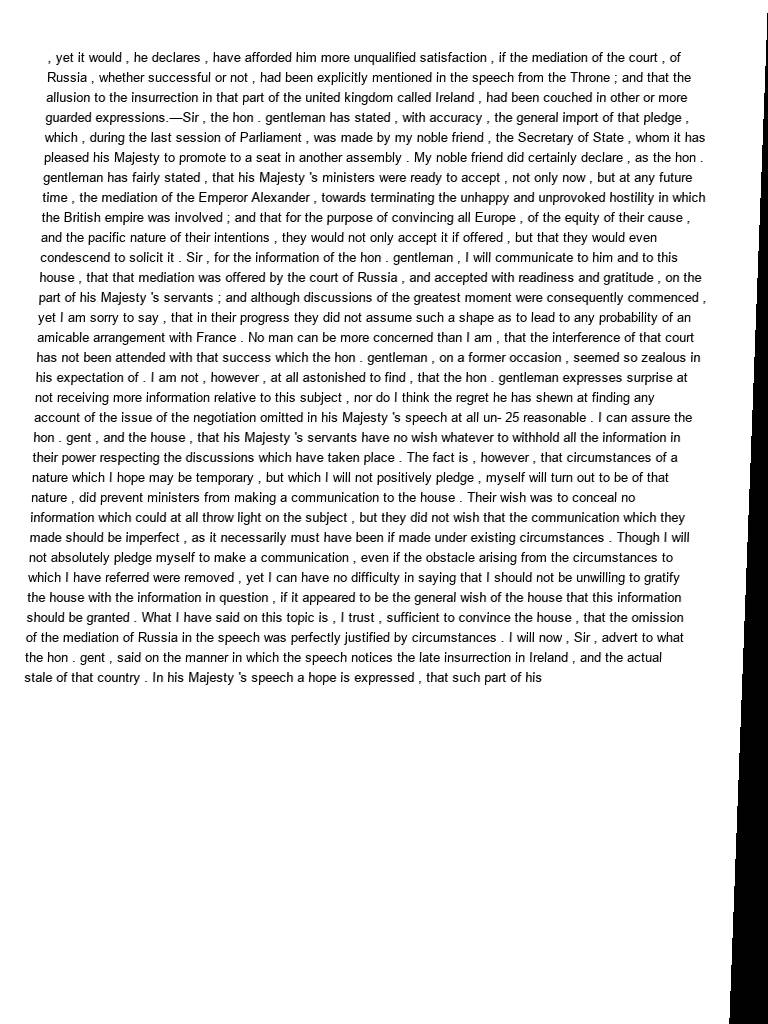 , yet it would , he declares , have afforded him more unqualified satisfaction , if the mediation of the court , of
Russia , whether successful or not , had been explicitly mentioned in the speech from the Throne ; and that the
allusion to the insurrection in that part of the united kingdom called Ireland , had been couched in other or more
guarded expressions.—Sir , the hon . gentleman has stated , with accuracy , the general import of that pledge ,
which , during the last session of Parliament , was made by my noble friend , the Secretary of State , whom it has
pleased his Majesty to promote to a seat in another assembly . My noble friend did certainly declare , as the hon .
gentleman has fairly stated , that his Majesty 's ministers were ready to accept , not only now , but at any future
time , the mediation of the Emperor Alexander , towards terminating the unhappy and unprovoked hostility in which
the British empire was involved ; and that for the purpose of convincing all Europe , of the equity of their cause ,
and the pacific nature of their intentions , they would not only accept it if offered , but that they would even
condescend to solicit it . Sir , for the information of the hon . gentleman , I will communicate to him and to this
house , that that mediation was offered by the court of Russia , and accepted with readiness and gratitude , on the
part of his Majesty 's servants ; and although discussions of the greatest moment were consequently commenced ,
yet I am sorry to say , that in their progress they did not assume such a shape as to lead to any probability of an
amicable arrangement with France . No man can be more concerned than I am , that the interference of that court
has not been attended with that success which the hon . gentleman , on a former occasion , seemed so zealous in
his expectation of . I am not , however , at all astonished to find , that the hon . gentleman expresses surprise at
not receiving more information relative to this subject , nor do I think the regret he has shewn at finding any
account of the issue of the negotiation omitted in his Majesty 's speech at all un- 25 reasonable . I can assure the
hon . gent , and the house , that his Majesty 's servants have no wish whatever to withhold all the information in
their power respecting the discussions which have taken place . The fact is , however , that circumstances of a
nature which I hope may be temporary , but which I will not positively pledge , myself will turn out to be of that
nature , did prevent ministers from making a communication to the house . Their wish was to conceal no
information which could at all throw light on the subject , but they did not wish that the communication which they
made should be imperfect , as it necessarily must have been if made under existing circumstances . Though I will
not absolutely pledge myself to make a communication , even if the obstacle arising from the circumstances to
which I have referred were removed , yet I can have no difficulty in saying that I should not be unwilling to gratify
the house with the information in question , if it appeared to be the general wish of the house that this information
should be granted . What I have said on this topic is , I trust , sufficient to convince the house , that the omission
of the mediation of Russia in the speech was perfectly justified by circumstances . I will now , Sir , advert to what
the hon . gent , said on the manner in which the speech notices the late insurrection in Ireland , and the actual
stale of that country . In his Majesty 's speech a hope is expressed , that such part of his